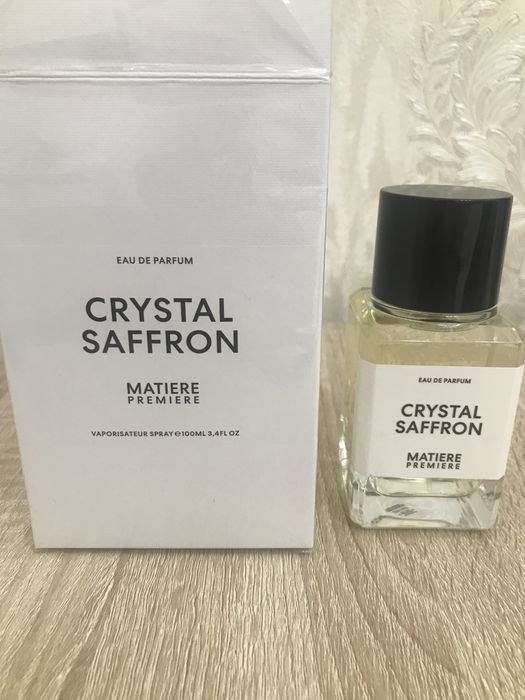 EAU DE PARFUM
CRYSTAL
SAFFRON
MATIERE
PREMIERE
VAPORISATEUR SPRAY ℮100ML 3,4FL OZ
EAU DE PARFUM
CRYSTAL
SAFFRON
MATIERE
PREMIERE